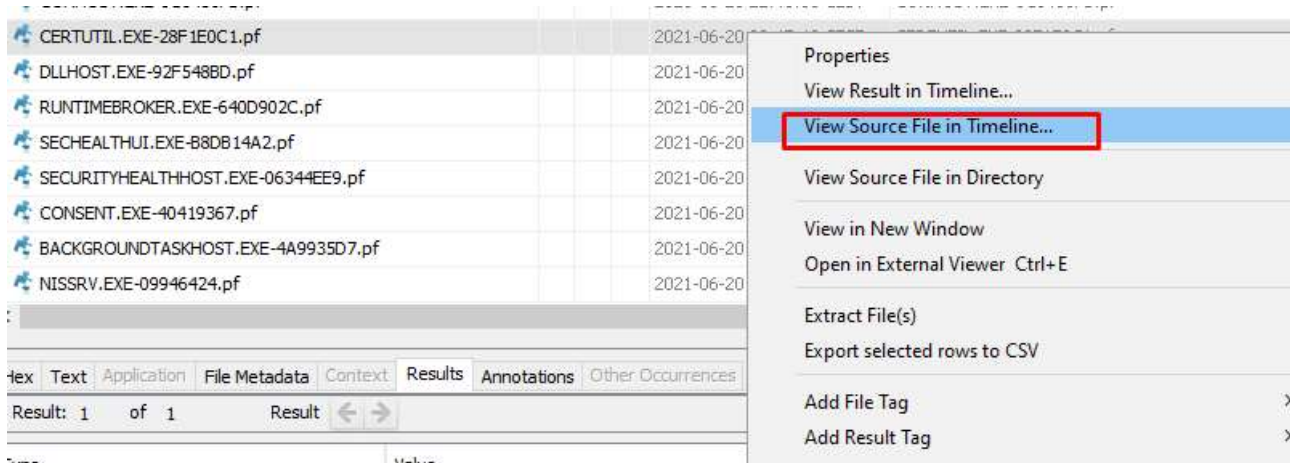 CERTUTIL.EXE-28F1E0C1.pf 2021-06-20
DLLHOST.EXE-92F548BD.pf 2021-06-20
RUNTIMEBROKER.EXE-640D902C.pf 2021-06-20
SECHEALTHUI.EXE-B8DB14A2.pf 2021-06-20
SECURITYHEALTHHOST.EXE-06344EE9.pf 2021-06-20
CONSENT.EXE-40419367.pf 2021-06-20
BACKGROUNDTASKHOST.EXE-4A9935D7.pf 2021-06-20
NISSRV.EXE-09946424.pf 2021-06-20
Properties
View Result in Timeline...
View Source File in Timeline...
View Source File in Directory
View in New Window
Open in External Viewer Ctrl+E
Extract File(s)
Export selected rows to CSV
Add File Tag
Add Result Tag
Hex Text Application File Metadata Context Results Annotations Other Occurrences
Result: 1 of 1 Result
Value